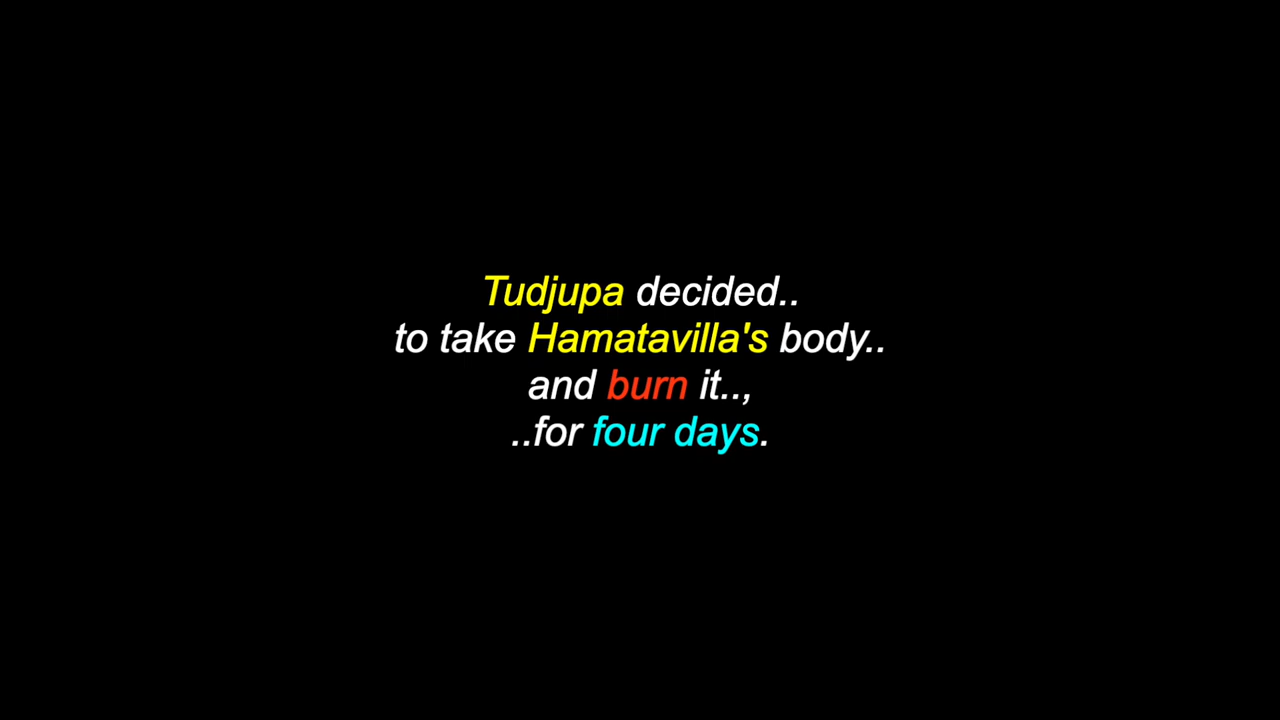 Tudjupa decided..
to take Hamatavilla's body..
and burn it..,
..for four days.